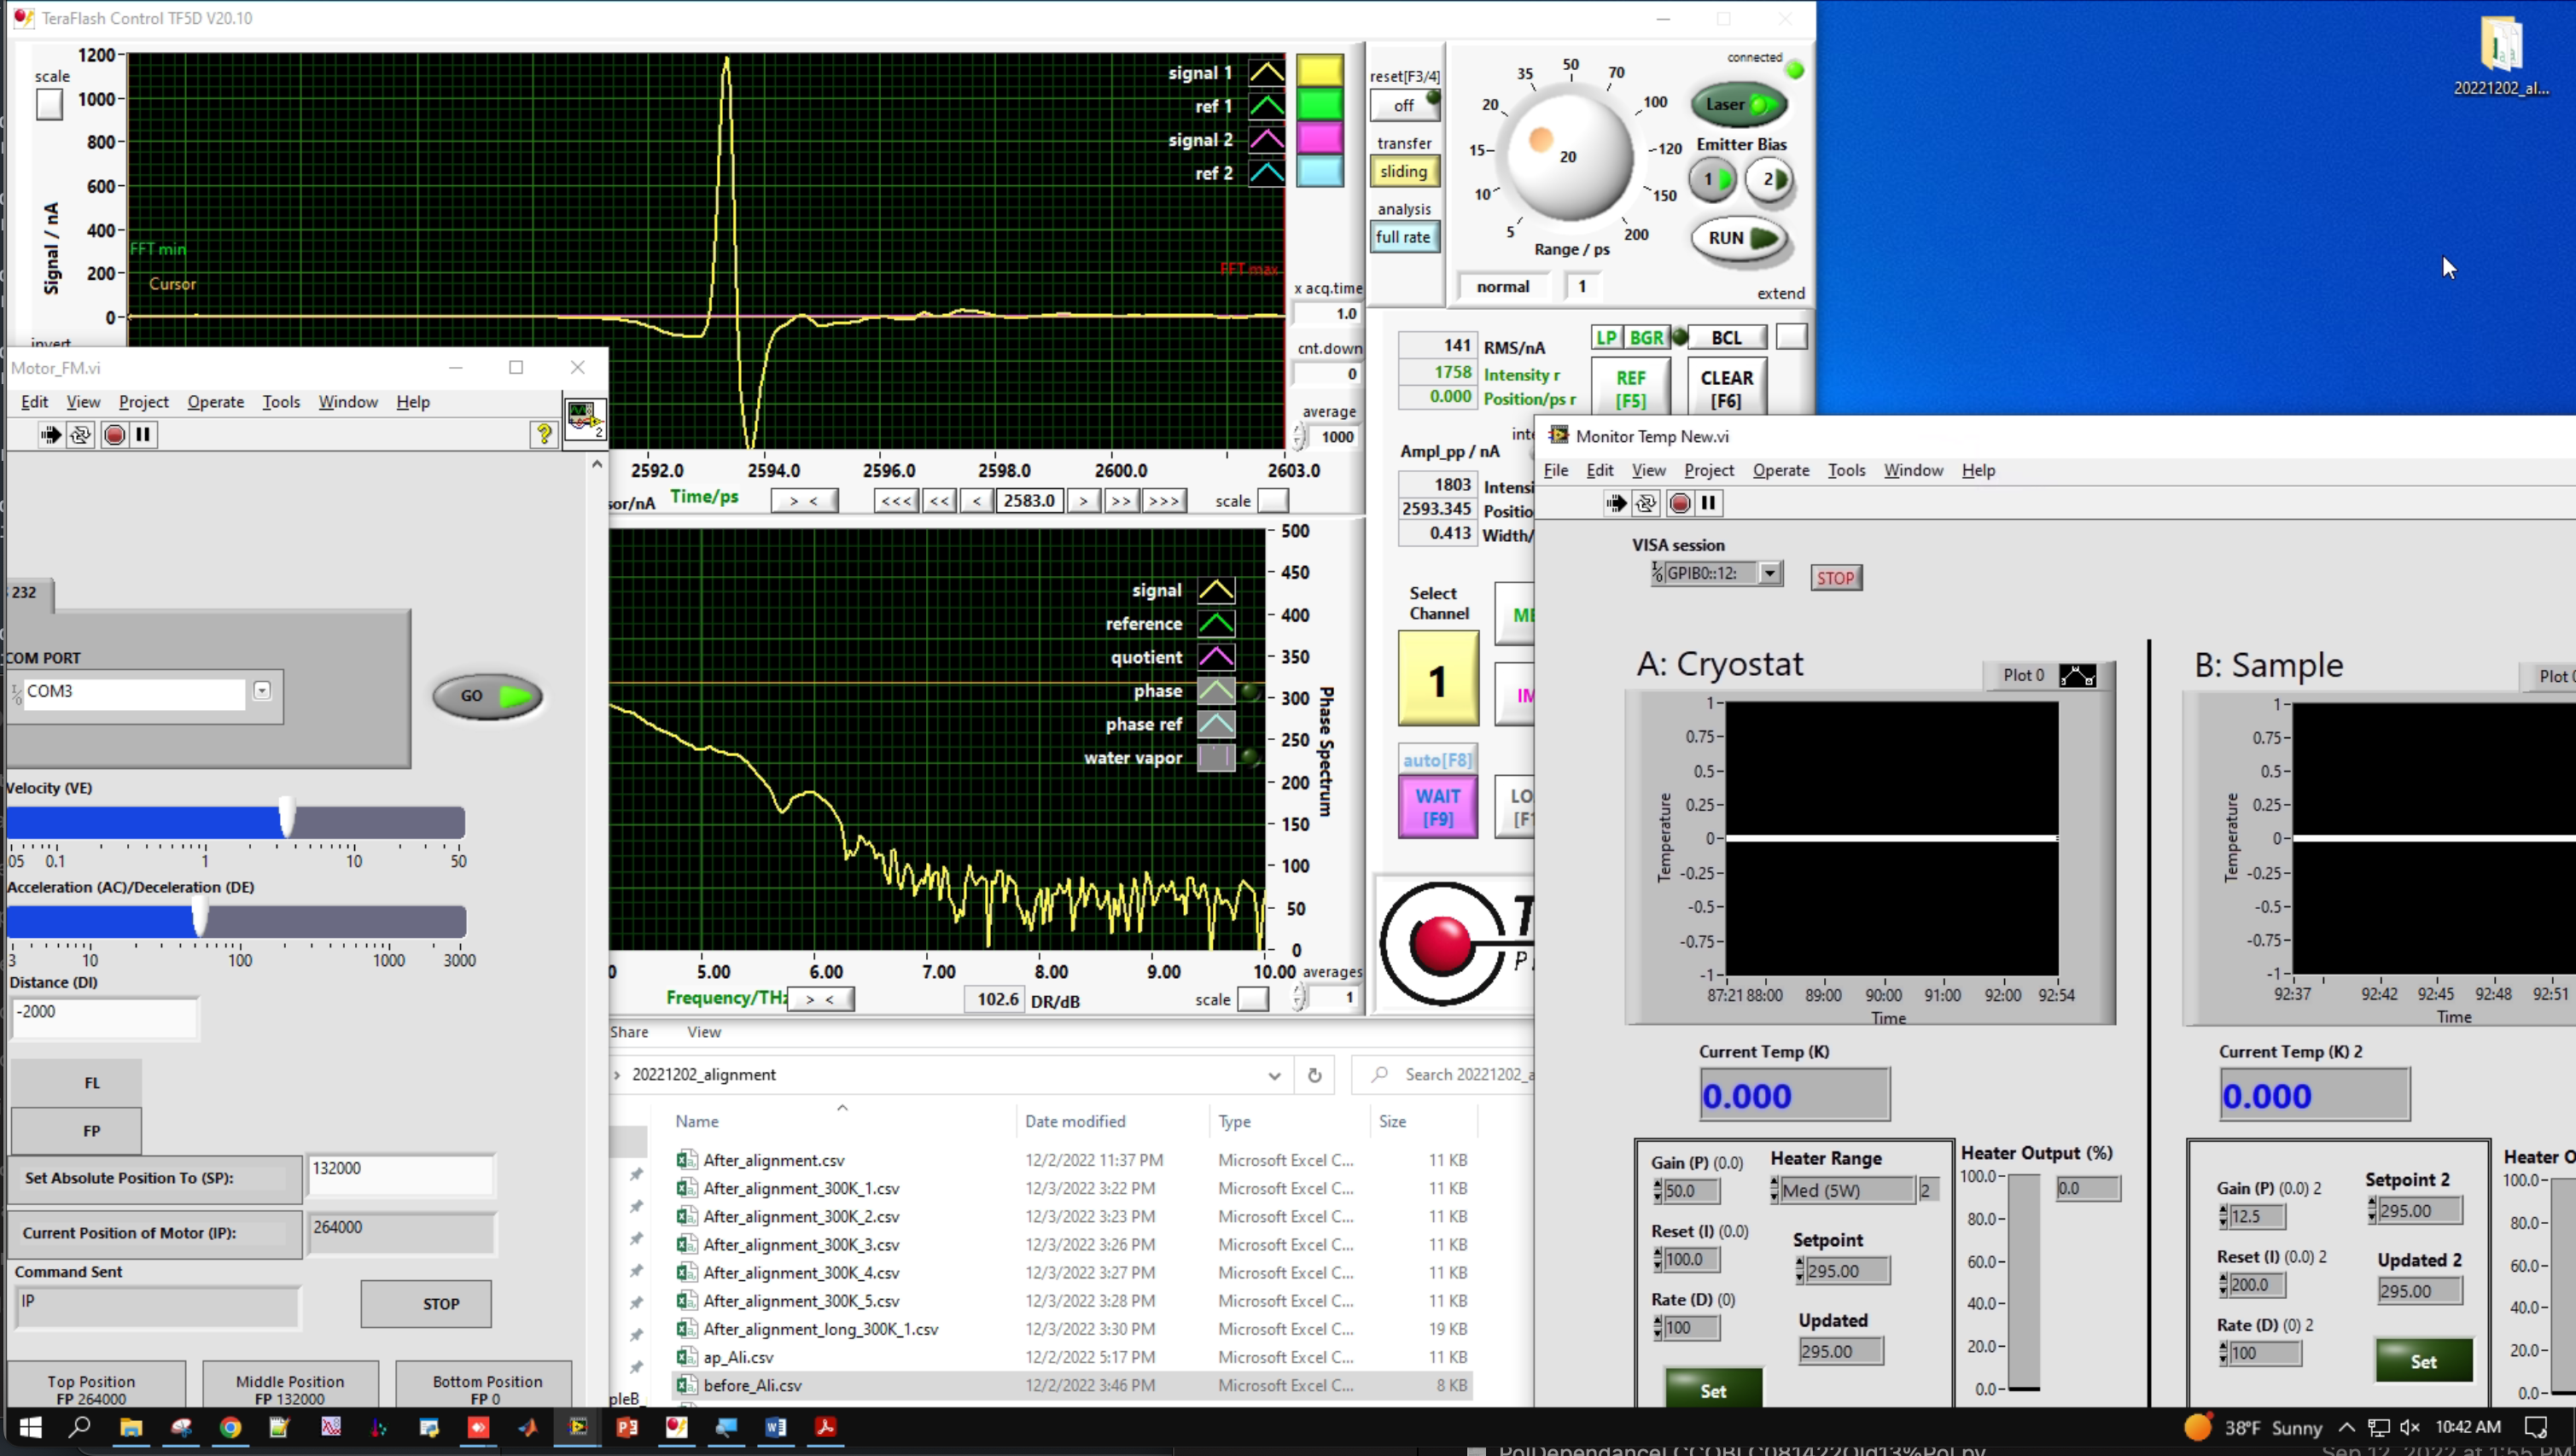 TeraFlash Control TF5D V20.10
20221202_al...
scale
1200
1000
800
600
400
200
0
Signal / nA
FFT min
Cursor
FFT max
signal 1
ref 1
signal 2
ref 2
x acq.time
1.0
cnt.down
0
average
1000
2592.0 2594.0 2596.0 2598.0 2600.0 2603.0
Time/ps
> < <<< << < 2583.0 > >> >>> scale
reset[F3/4]
off
transfer
sliding
analysis
full rate
5 10 15 20 35 50 70 100 120 150 200
20
Range / ps
normal 1
connected
Laser
Emitter Bias
1 2
RUN
extend
141 RMS/nA
1758 Intensity r
0.000 Position/ps r
LP BGR BCL
REF
[F5]
CLEAR
[F6]
Ampl_pp / nA
1803
2593.345
0.413
Select
Channel
1
auto[F8]
WAIT
[F9]
signal
reference
quotient
phase
phase ref
water vapor
500
450
400
350
300
250
200
150
100
50
0
Phase Spectrum
5.00 6.00 7.00 8.00 9.00 10.00
averages
1
> < 102.6 DR/dB scale
Motor_FM.vi
Edit View Project Operate Tools Window Help
2
232
COM PORT
COM3
GO
Velocity (VE)
05 0.1 1 10 50
Acceleration (AC)/Deceleration (DE)
3 10 100 1000 3000
Distance (DI)
-2000
FL
FP
Set Absolute Position To (SP):
132000
Current Position of Motor (IP):
264000
Command Sent
IP
STOP
Top Position
FP 264000
Middle Position
FP 132000
Bottom Position
FP 0
Share View
20221202_alignment
Search 20221202_a
Name Date modified Type Size
After_alignment.csv 12/2/2022 11:37 PM Microsoft Excel C... 11 KB
After_alignment_300K_1.csv 12/3/2022 3:22 PM Microsoft Excel C... 11 KB
After_alignment_300K_2.csv 12/3/2022 3:23 PM Microsoft Excel C... 11 KB
After_alignment_300K_3.csv 12/3/2022 3:26 PM Microsoft Excel C... 11 KB
After_alignment_300K_4.csv 12/3/2022 3:27 PM Microsoft Excel C... 11 KB
After_alignment_300K_5.csv 12/3/2022 3:28 PM Microsoft Excel C... 11 KB
After_alignment_long_300K_1.csv 12/3/2022 3:30 PM Microsoft Excel C... 19 KB
ap_Ali.csv 12/2/2022 5:17 PM Microsoft Excel C... 11 KB
before_Ali.csv 12/2/2022 3:46 PM Microsoft Excel C... 8 KB
Monitor Temp New.vi
File Edit View Project Operate Tools Window Help
VISA session
GPIB0::12:
STOP
A: Cryostat
Plot 0
1
0.75
0.5
0.25
0
-0.25
-0.5
-0.75
-1
Temperature
87:21 88:00 89:00 90:00 91:00 92:00 92:54
Time
Current Temp (K)
0.000
Gain (P) (0.0)
50.0
Heater Range
Med (5W) 2
Reset (I) (0.0)
100.0
Setpoint
295.00
Rate (D) (0)
100
Updated
295.00
Set
Heater Output (%)
0.0
100.0
80.0
60.0
40.0
20.0
0.0
B: Sample
Plot
1
0.75
0.5
0.25
0
-0.25
-0.5
-0.75
-1
Temperature
92:37 92:42 92:45 92:48 92:51
Time
Current Temp (K) 2
0.000
Gain (P) (0.0) 2
12.5
Setpoint 2
295.00
Reset (I) (0.0) 2
200.0
Updated 2
295.00
Rate (D) (0) 2
100
Set
Heater O
100.0
80.0
60.0
40.0
20.0
0.0
38°F Sunny 10:42 AM